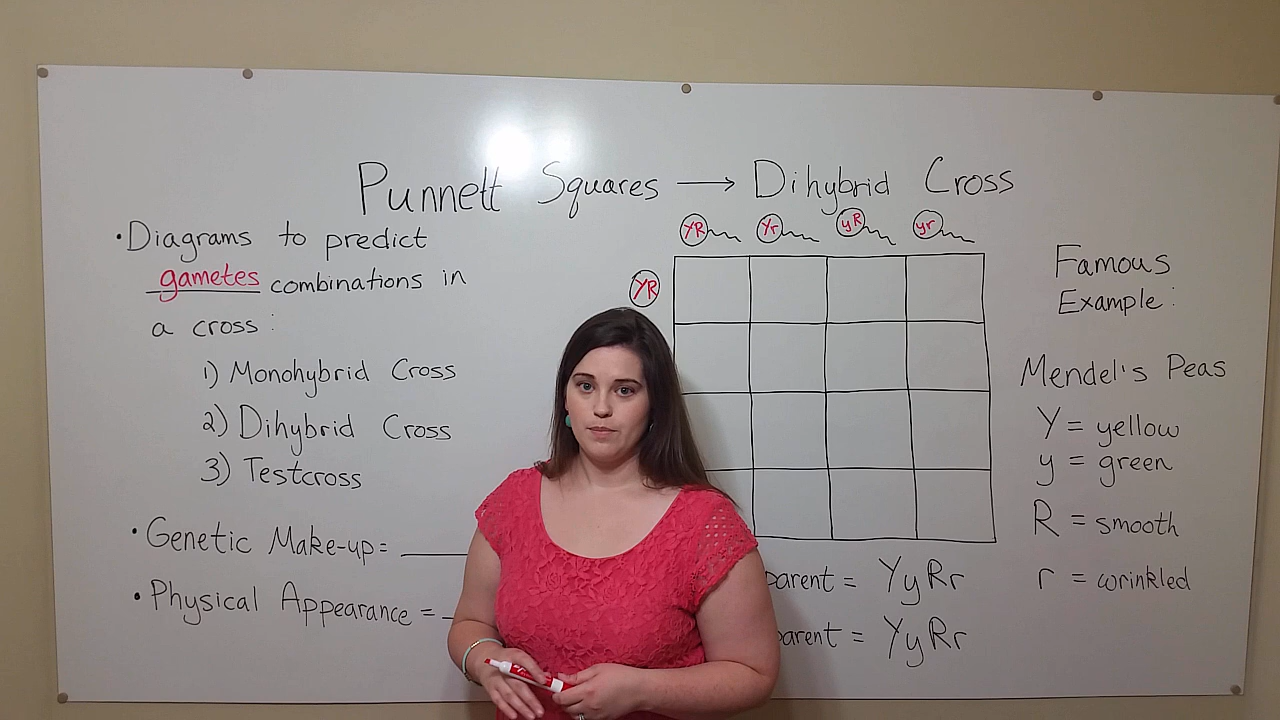 Punnett Squares → Dihybrid Cross
• Diagrams to predict
gametes combinations in
a cross:
1) Monohybrid Cross
2) Dihybrid Cross
3) Testcross
• Genetic Make-up = ______
• Physical Appearance = _
YR Yr yR yr
YR
parent = YyRr
parent = YyRr
Famous
Example:
Mendel's Peas
Y = yellow
y = green
R = smooth
r = wrinkled